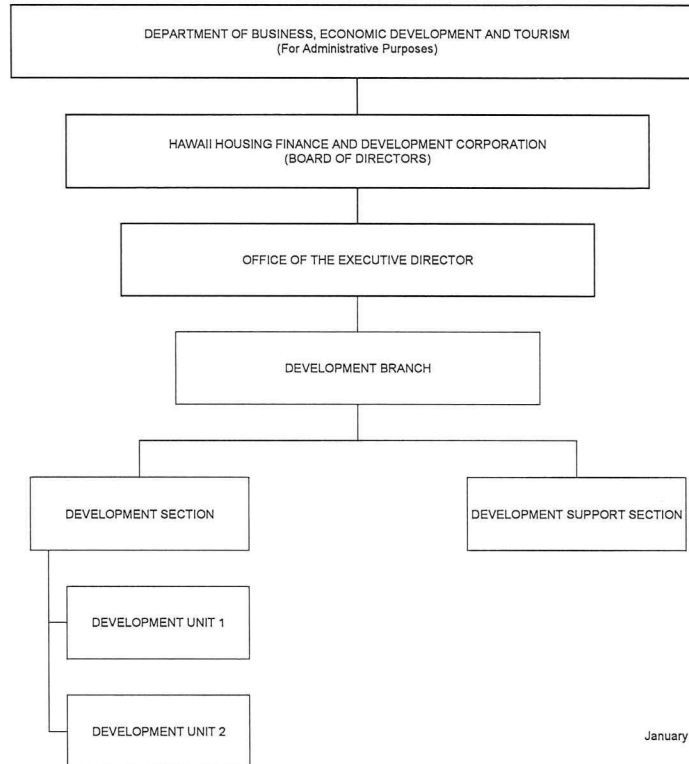 DEPARTMENT OF BUSINESS, ECONOMIC DEVELOPMENT AND TOURISM
(For Administrative Purposes)
HAWAII HOUSING FINANCE AND DEVELOPMENT CORPORATION
(BOARD OF DIRECTORS)
OFFICE OF THE EXECUTIVE DIRECTOR
DEVELOPMENT BRANCH
DEVELOPMENT SECTION
DEVELOPMENT SUPPORT SECTION
DEVELOPMENT UNIT 1
DEVELOPMENT UNIT 2
January